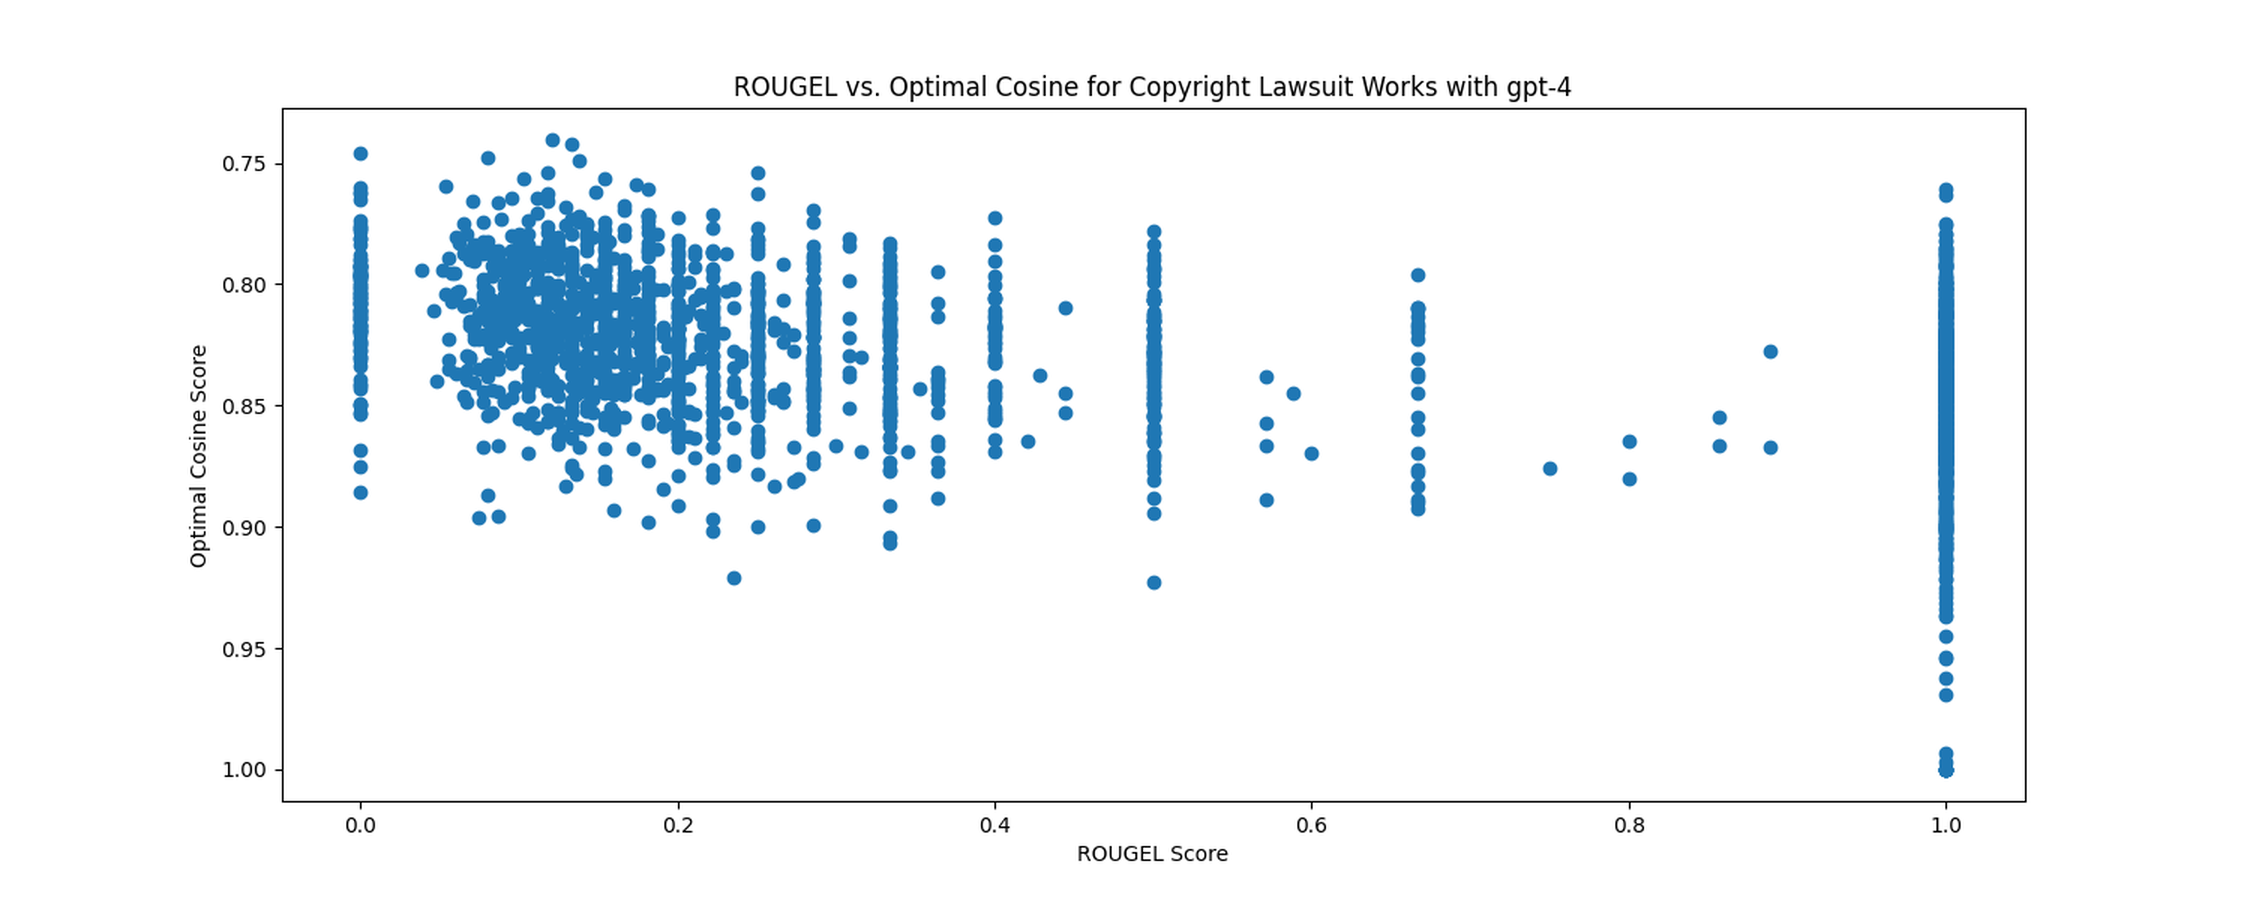 ROUGEL vs. Optimal Cosine for Copyright Lawsuit Works with gpt-4
Optimal Cosine Score
0.75
0.80
0.85
0.90
0.95
1.00
0.0 0.2 0.4 0.6 0.8 1.0
ROUGEL Score